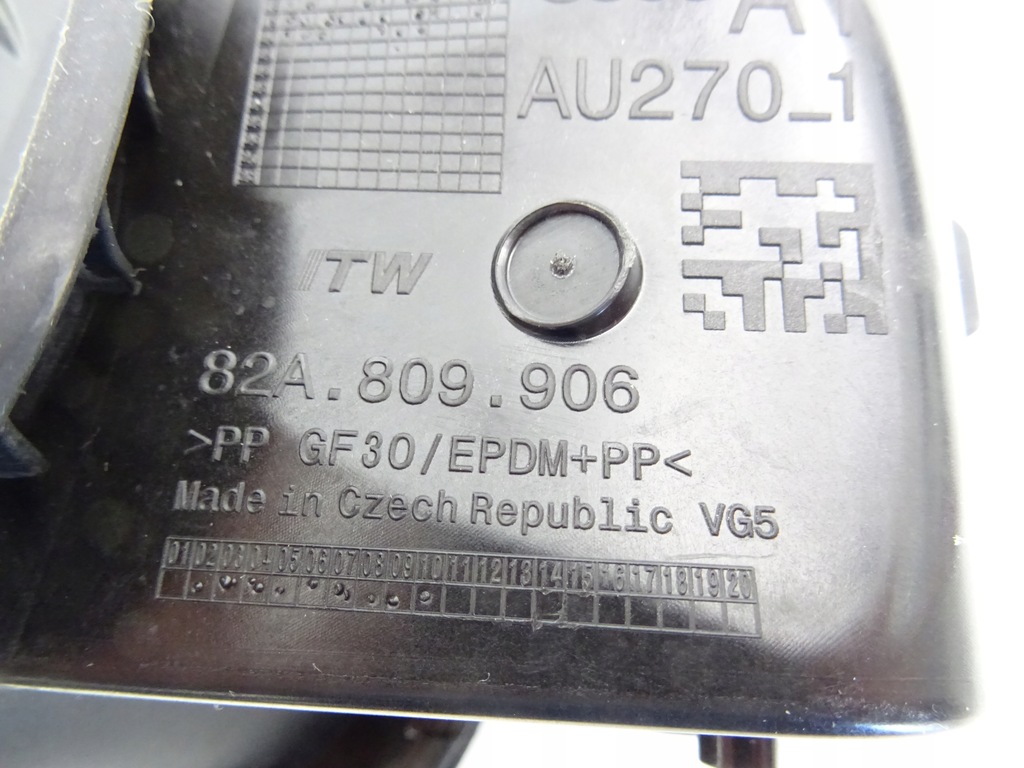 AU270_1
ITW
82A.809.906
>PP GF30/EPDM+PP<
Made in Czech Republic VG5
01 02 03 04 05 06 07 08 09 10 11 12 13 14 15 16 17 18 19 20